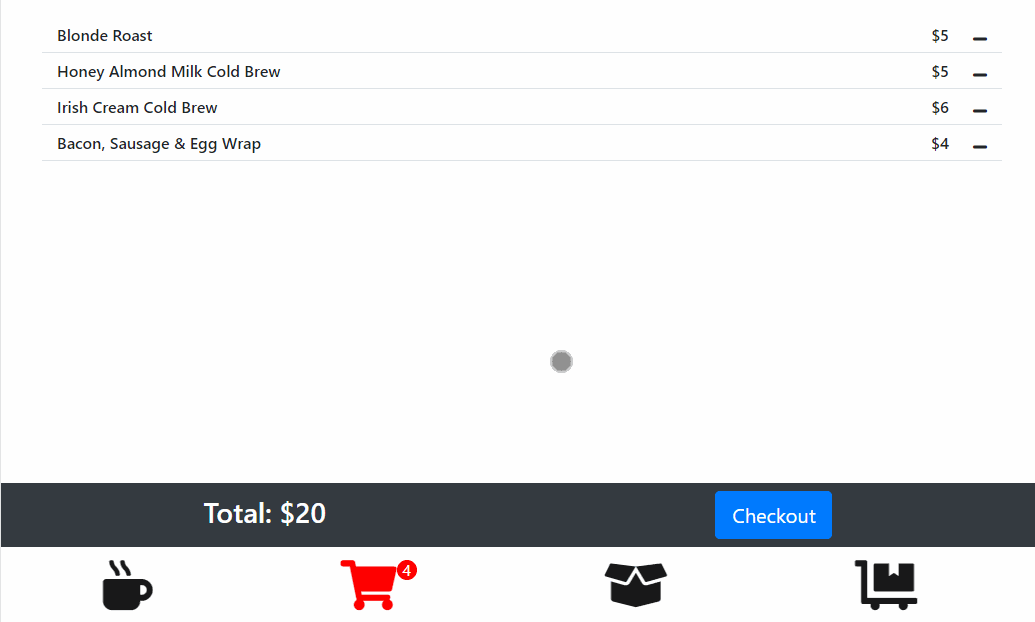 Blonde Roast $5
Honey Almond Milk Cold Brew $5
Irish Cream Cold Brew $6
Bacon, Sausage & Egg Wrap $4
Total: $20 Checkout
4